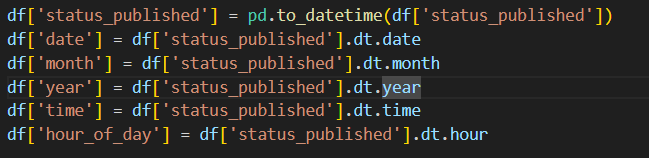 df['status_published'] = pd.to_datetime(df['status_published'])
df['date'] = df['status_published'].dt.date
df['month'] = df['status_published'].dt.month
df['year'] = df['status_published'].dt.year
df['time'] = df['status_published'].dt.time
df['hour_of_day'] = df['status_published'].dt.hour